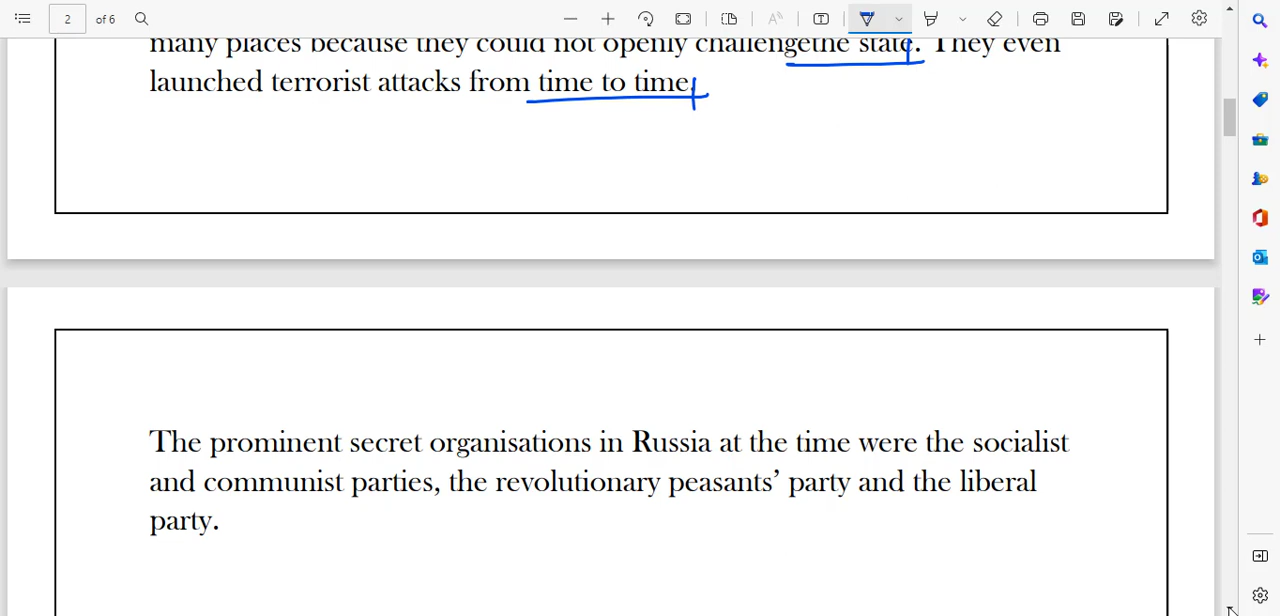 2 of 6
many places because they could not openly challengethe state. They even
launched terrorist attacks from time to time.
The prominent secret organisations in Russia at the time were the socialist
and communist parties, the revolutionary peasants’ party and the liberal
party.